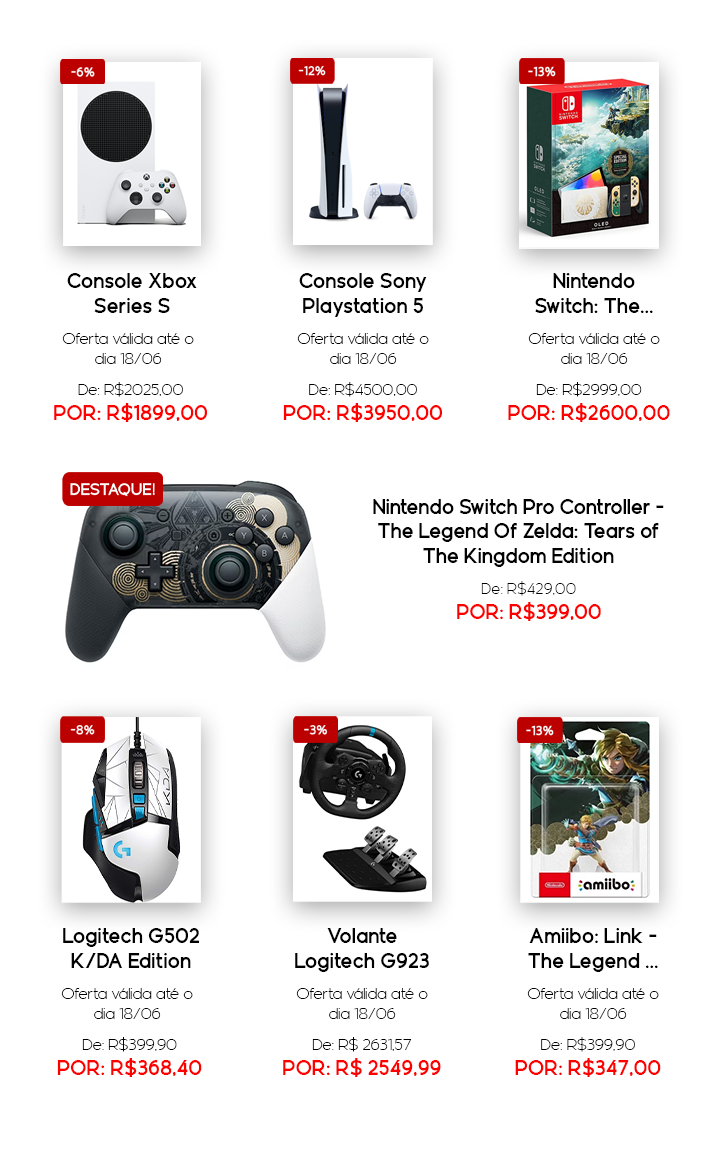 -6%
-12%
-13%
NINTENDO
SWITCH
SPECIAL
EDITION
OLED
Console Xbox
Series S
Console Sony
Playstation 5
Nintendo
Switch: The...
Oferta válida até o
dia 18/06
Oferta válida até o
dia 18/06
Oferta válida até o
dia 18/06
De: R$2025,00
POR: R$1899,00
De: R$4500,00
POR: R$3950,00
De: R$2999,00
POR: R$2600,00
DESTAQUE!
X
Y
A
B
Nintendo Switch Pro Controller -
The Legend Of Zelda: Tears of
The Kingdom Edition
De: R$429,00
POR: R$399,00
-8%
-3%
-13%
K/DA
G
Nintendo
amiibo
Logitech G502
K/DA Edition
Volante
Logitech G923
Amiibo: Link -
The Legend ...
Oferta válida até o
dia 18/06
Oferta válida até o
dia 18/06
Oferta válida até o
dia 18/06
De: R$399,90
POR: R$368,40
De: R$ 2631,57
POR: R$ 2549,99
De: R$399,90
POR: R$347,00